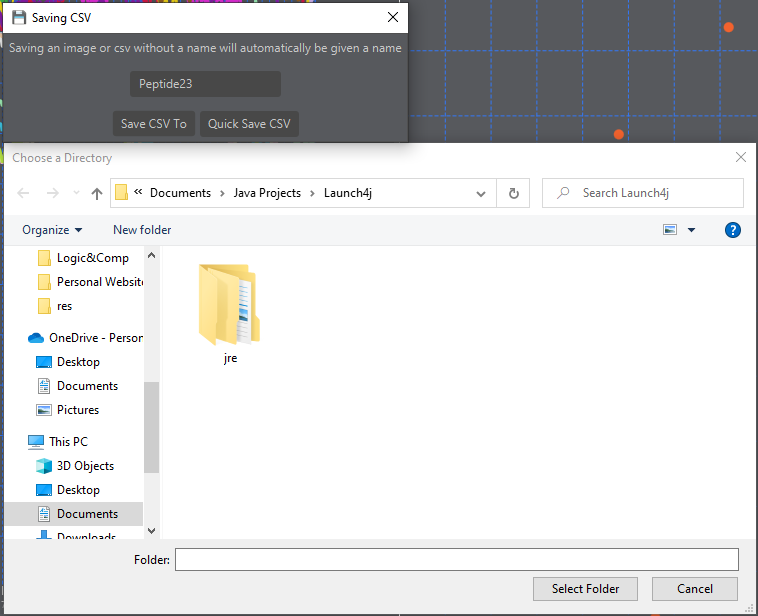 Saving CSV
Saving an image or csv without a name will automatically be given a name
Peptide23
Save CSV To
Quick Save CSV
Choose a Directory
« Documents › Java Projects › Launch4j
Search Launch4j
Organize
New folder
?
Logic&Comp
Personal Website
res
OneDrive - Person
Desktop
Documents
Pictures
This PC
3D Objects
Desktop
Documents
Downloads
jre
Folder:
Select Folder
Cancel